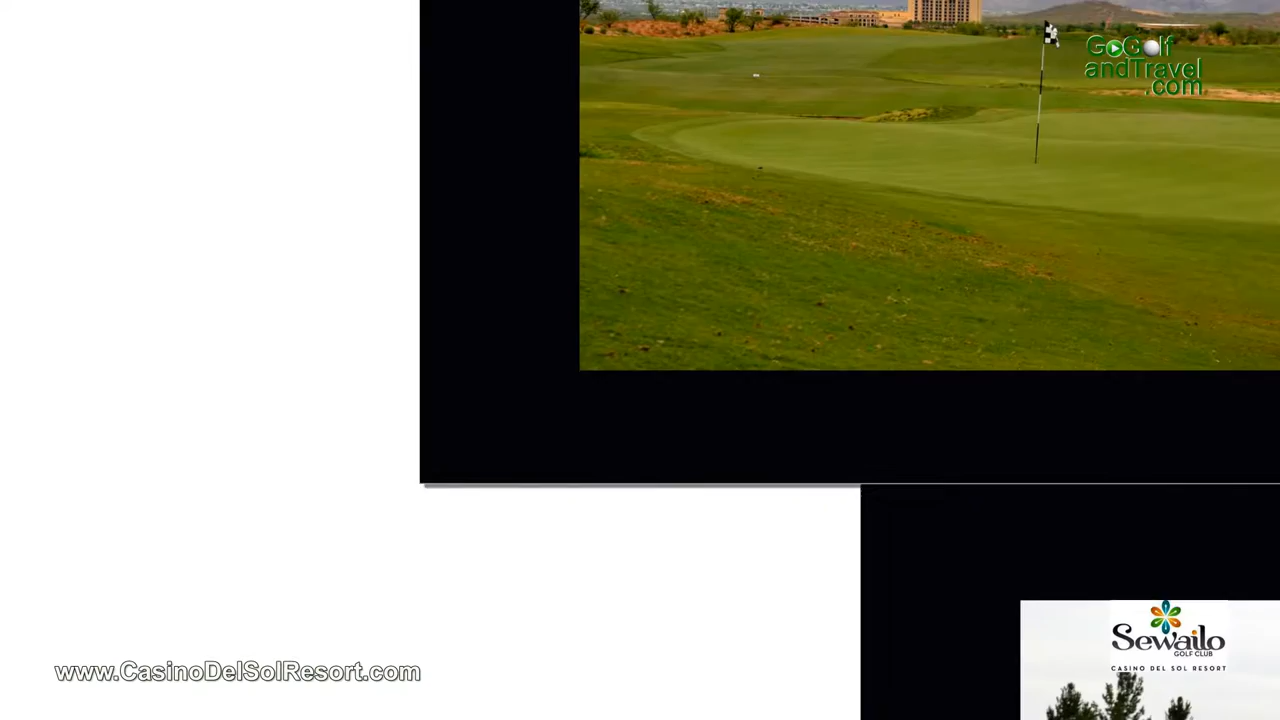 GoGolf
andTravel
.com
Sewailo
GOLF CLUB
CASINO DEL SOL RESORT
www.CasinoDelSolResort.com